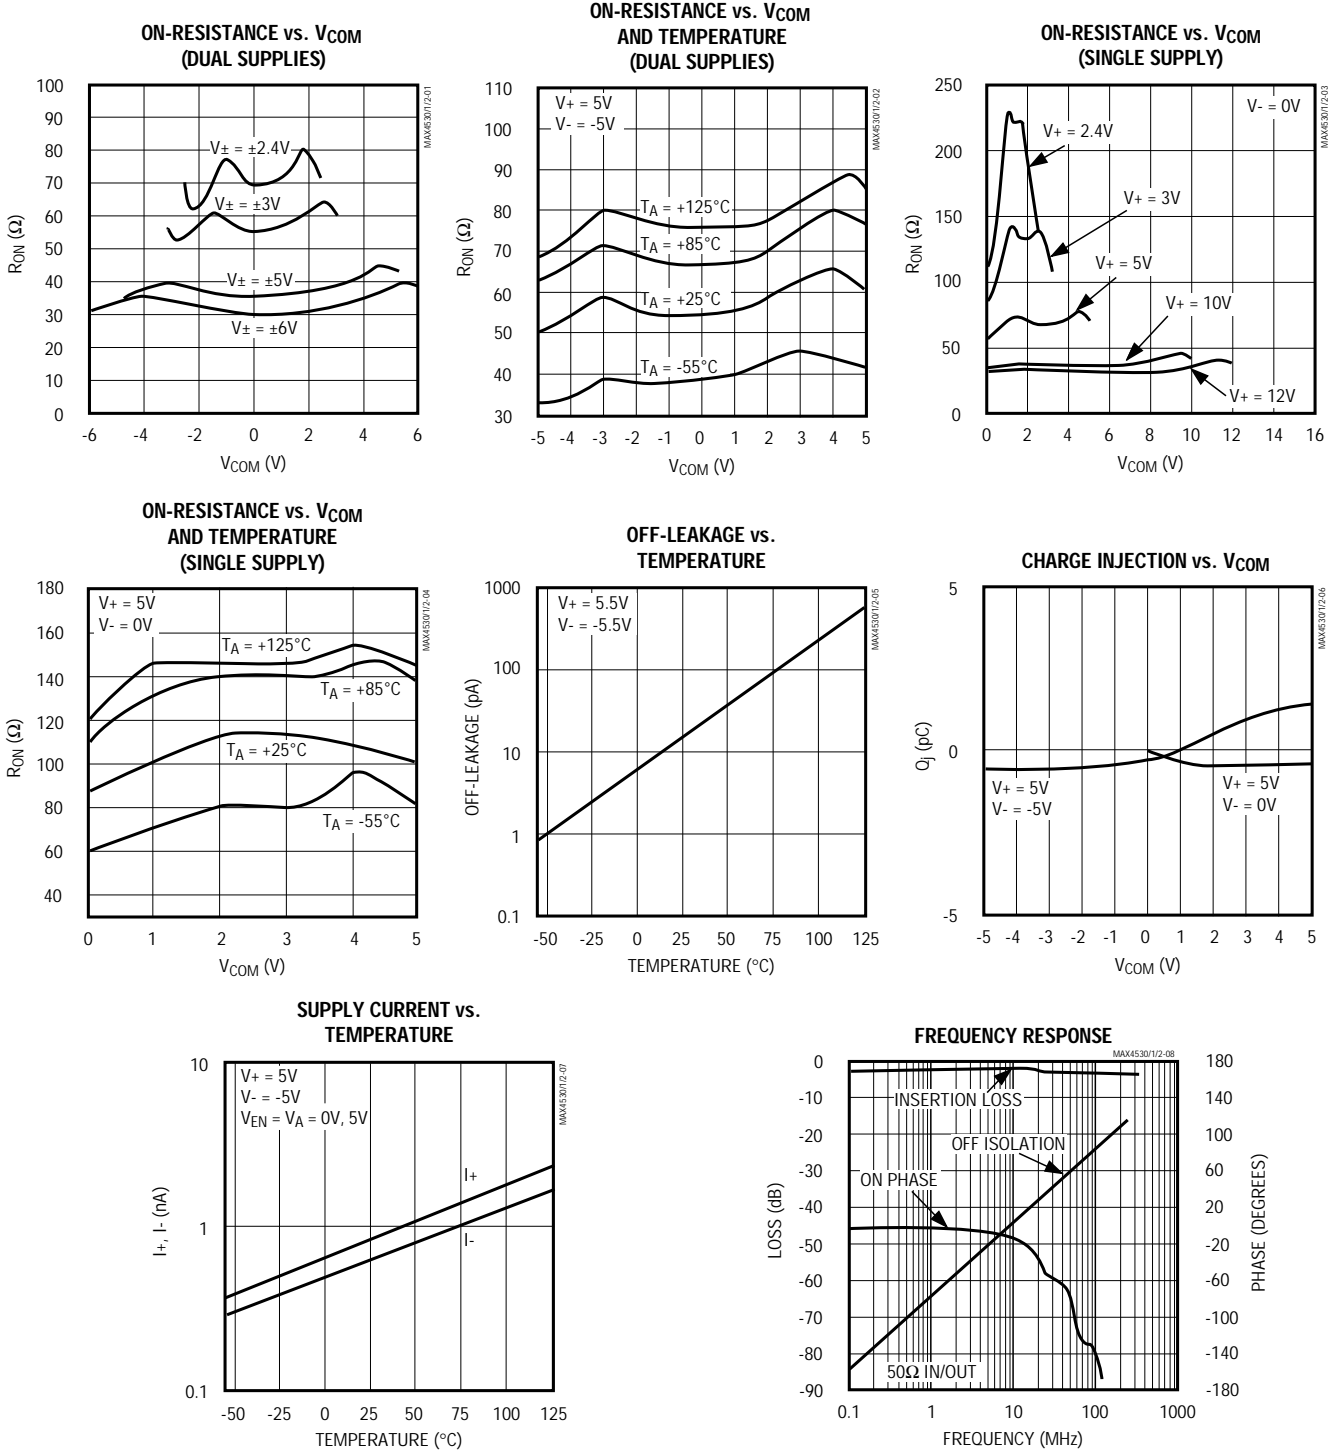 ON-RESISTANCE vs. VCOM
(DUAL SUPPLIES)
MAX4530/1/2-01
100
90
80
70
60
50
40
30
20
10
0
RON (Ω)
V± = ±2.4V
V± = ±3V
V± = ±5V
V± = ±6V
-6 -4 -2 0 2 4 6
VCOM (V)
ON-RESISTANCE vs. VCOM
AND TEMPERATURE
(DUAL SUPPLIES)
MAX4530/1/2-02
110
100
90
80
70
60
50
40
30
RON (Ω)
V+ = 5V
V- = -5V
TA = +125°C
TA = +85°C
TA = +25°C
TA = -55°C
-5 -4 -3 -2 -1 0 1 2 3 4 5
VCOM (V)
ON-RESISTANCE vs. VCOM
(SINGLE SUPPLY)
MAX4530/1/2-03
250
200
150
100
50
0
RON (Ω)
V- = 0V
V+ = 2.4V
V+ = 3V
V+ = 5V
V+ = 10V
V+ = 12V
0 2 4 6 8 10 12 14 16
VCOM (V)
ON-RESISTANCE vs. VCOM
AND TEMPERATURE
(SINGLE SUPPLY)
MAX4530/1/2-04
180
160
140
120
100
80
60
40
RON (Ω)
V+ = 5V
V- = 0V
TA = +125°C
TA = +85°C
TA = +25°C
TA = -55°C
0 1 2 3 4 5
VCOM (V)
OFF-LEAKAGE vs.
TEMPERATURE
MAX4530/1/2-05
1000
100
10
1
0.1
OFF-LEAKAGE (pA)
V+ = 5.5V
V- = -5.5V
-50 -25 0 25 50 75 100 125
TEMPERATURE (°C)
CHARGE INJECTION vs. VCOM
MAX4530/1/2-06
5
0
-5
Qj (pC)
V+ = 5V
V- = -5V
V+ = 5V
V- = 0V
-5 -4 -3 -2 -1 0 1 2 3 4 5
VCOM (V)
SUPPLY CURRENT vs.
TEMPERATURE
MAX4530/1/2-07
10
1
0.1
I+, I- (nA)
V+ = 5V
V- = -5V
VEN = VA = 0V, 5V
I+
I-
-50 -25 0 25 50 75 100 125
TEMPERATURE (°C)
FREQUENCY RESPONSE
MAX4530/1/2-08
0
-10
-20
-30
-40
-50
-60
-70
-80
-90
LOSS (dB)
INSERTION LOSS
OFF ISOLATION
ON PHASE
50Ω IN/OUT
180
140
100
60
20
-20
-60
-100
-140
-180
PHASE (DEGREES)
0.1 1 10 100 1000
FREQUENCY (MHz)